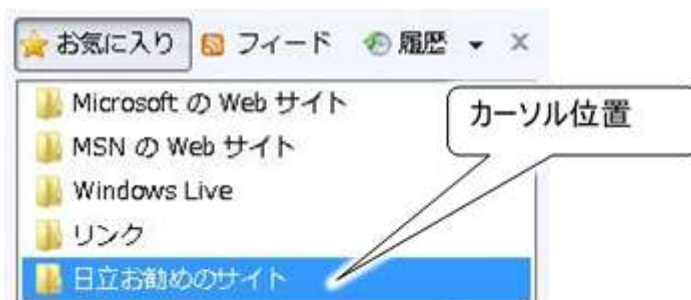 お気に入り フィード 履歴
Microsoft の Web サイト
カーソル位置
MSN の Web サイト
Windows Live
リンク
日立お勧めのサイト